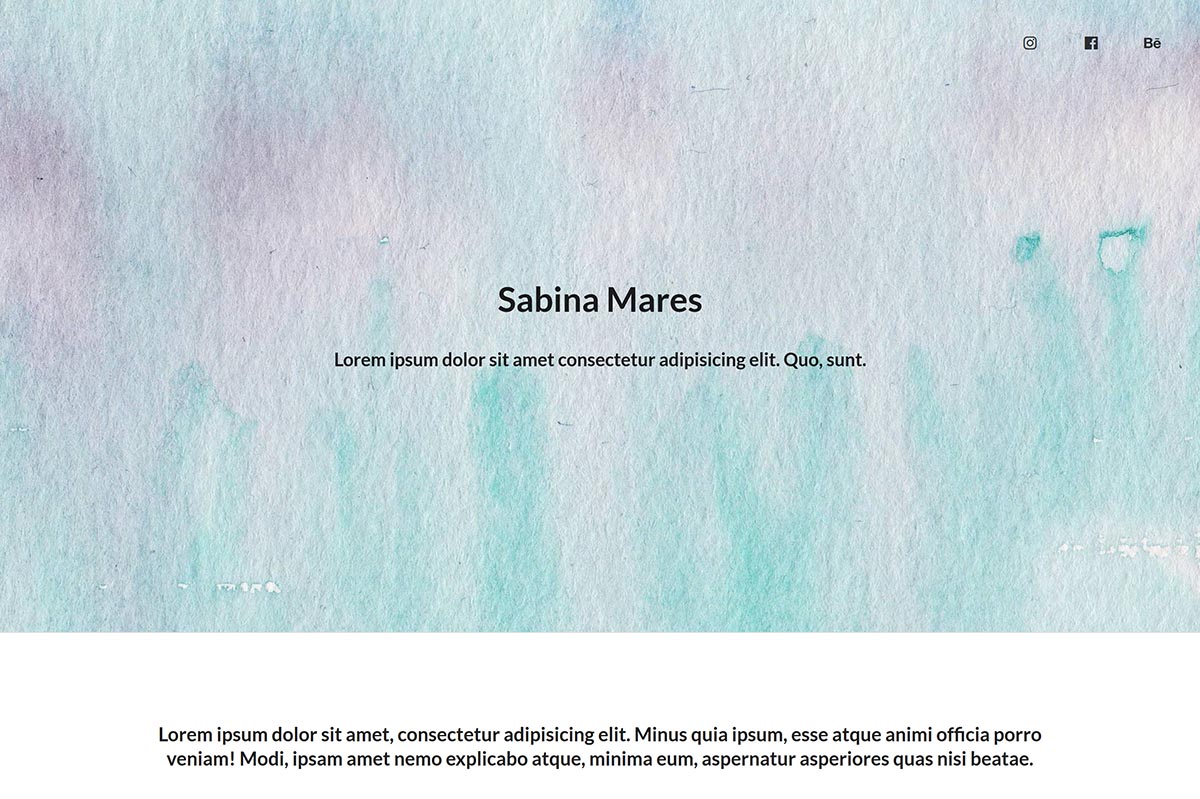 Bē
Sabina Mares
Lorem ipsum dolor sit amet consectetur adipisicing elit. Quo, sunt.
Lorem ipsum dolor sit amet, consectetur adipisicing elit. Minus quia ipsum, esse atque animi officia porro
veniam! Modi, ipsam amet nemo explicabo atque, minima eum, aspernatur asperiores quas nisi beatae.